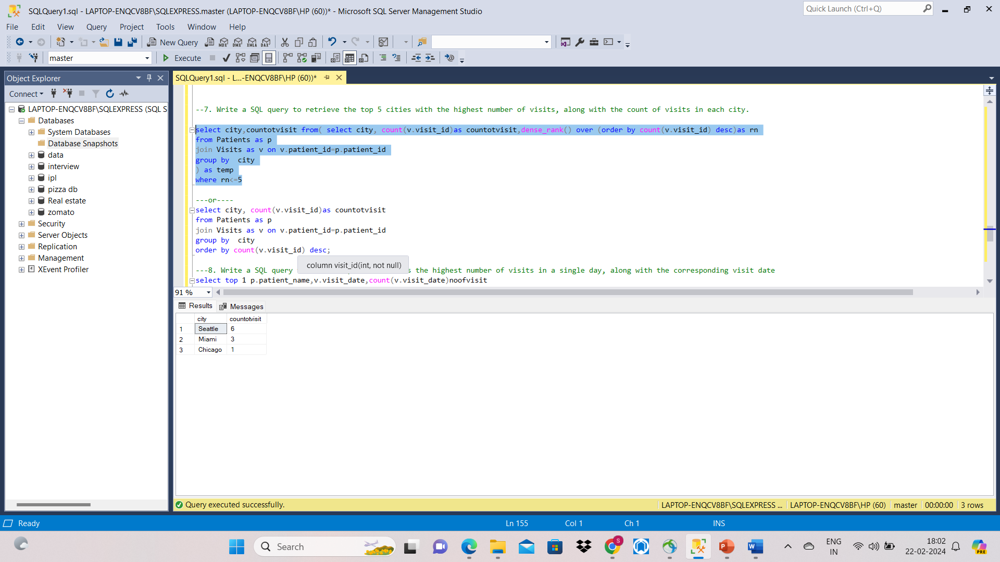 SQLQuery1.sql - LAPTOP-ENQCV8BF\SQLEXPRESS.master (LAPTOP-ENQCV8BF\HP (60))* - Microsoft SQL Server Management Studio
Quick Launch (Ctrl+Q)
File Edit View Query Project Tools Window Help
New Query MDX DMX XMLA DAX
master Execute
Object Explorer
SQLQuery1.sql - L...-ENQCV8BF\HP (60))*
Connect
LAPTOP-ENQCV8BF\SQLEXPRESS (SQL S
Databases
System Databases
Database Snapshots
data
interview
ipl
pizza db
Real estate
zomato
Security
Server Objects
Replication
Management
XEvent Profiler
--7. Write a SQL query to retrieve the top 5 cities with the highest number of visits, along with the count of visits in each city.
select city,countotvisit from( select city, count(v.visit_id)as countotvisit,dense_rank() over (order by count(v.visit_id) desc)as rn
from Patients as p
join Visits as v on v.patient_id=p.patient_id
group by  city
) as temp
where rn<=5
---or----
select city, count(v.visit_id)as countotvisit
from Patients as p
join Visits as v on v.patient_id=p.patient_id
group by  city
order by count(v.visit_id) desc;
column visit_id(int, not null)
---8. Write a SQL query s the highest number of visits in a single day, along with the corresponding visit date
select top 1 p.patient_name,v.visit_date,count(v.visit_date)noofvisit
91 %
Results Messages
city countotvisit
1 Seattle 6
2 Miami 3
3 Chicago 1
Query executed successfully. LAPTOP-ENQCV8BF\SQLEXPRESS ... LAPTOP-ENQCV8BF\HP (60) master 00:00:00 3 rows
Ready Ln 155 Col 1 Ch 1 INS
Search
S
P
W
ENG
IN
18:02
22-02-2024
PRE